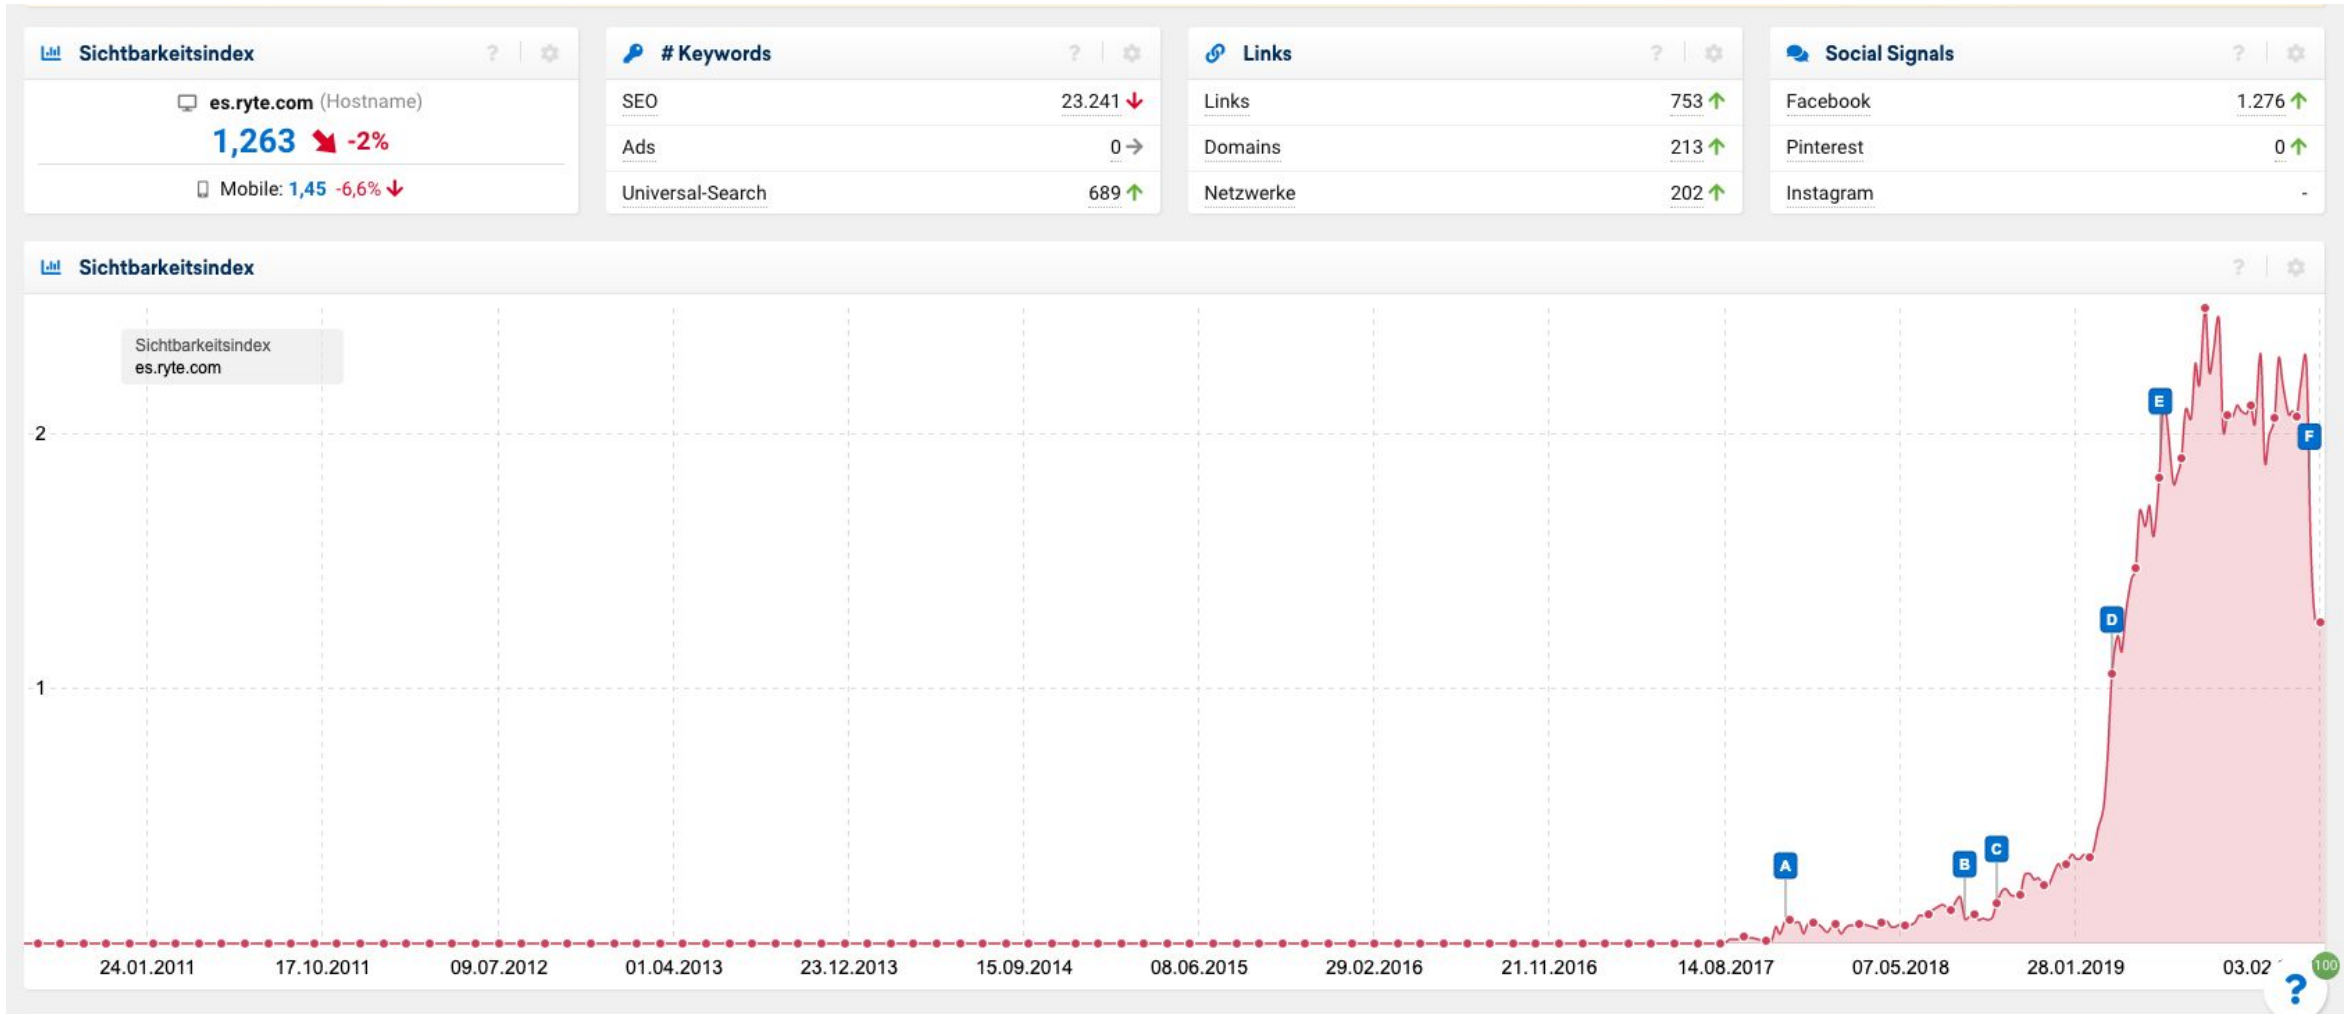 Sichtbarkeitsindex ?
es.ryte.com (Hostname)
1,263 -2%
Mobile: 1,45 -6,6%
# Keywords ?
SEO 23.241
Ads 0
Universal-Search 689
Links ?
Links 753
Domains 213
Netzwerke 202
Social Signals ?
Facebook 1.276
Pinterest 0
Instagram -
Sichtbarkeitsindex ?
Sichtbarkeitsindex
es.ryte.com
2
1
A
B
C
D
E
F
24.01.2011 17.10.2011 09.07.2012 01.04.2013 23.12.2013 15.09.2014 08.06.2015 29.02.2016 21.11.2016 14.08.2017 07.05.2018 28.01.2019 03.02
100
?